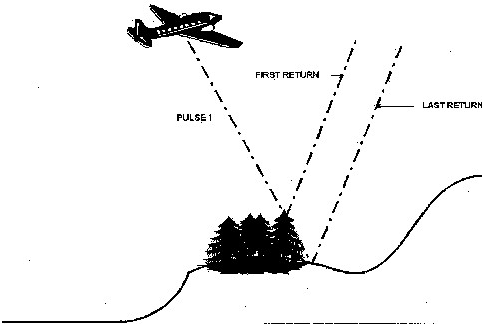 FIRST RETURN
LAST RETURN
PULSE 1